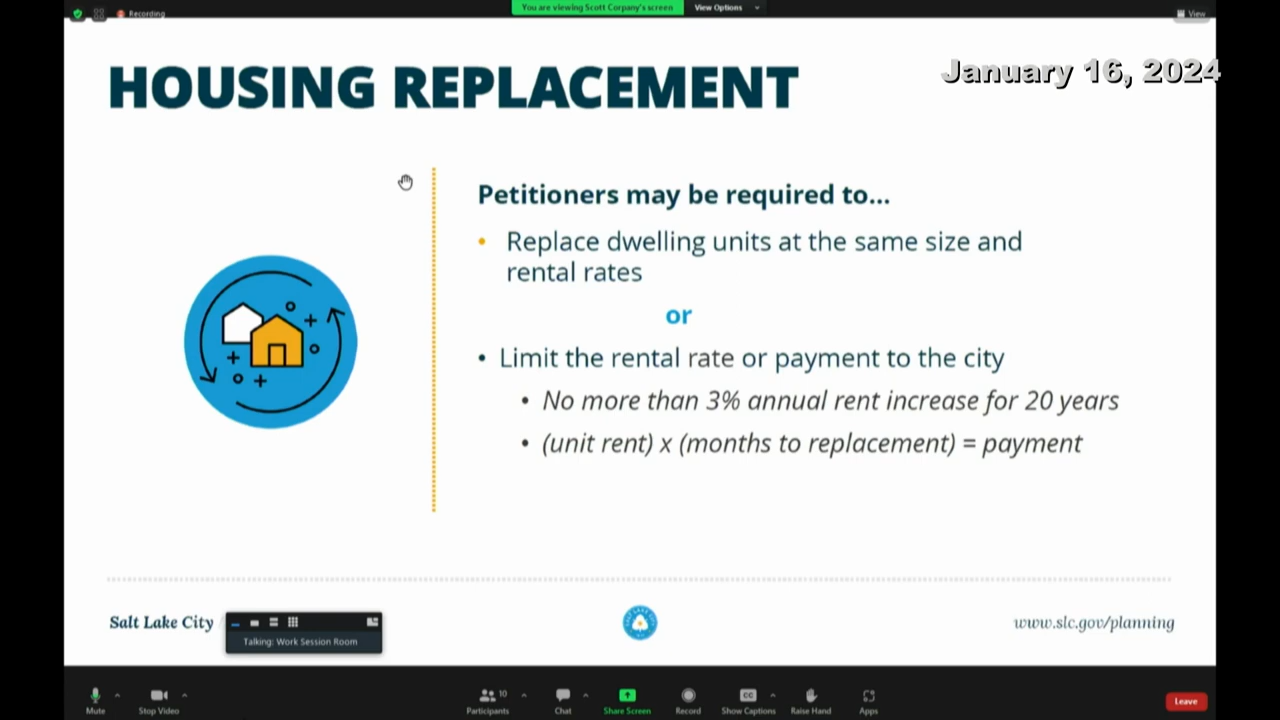 Recording
You are viewing Scott Corpany's screen
View Options
View
January 16, 2024
HOUSING REPLACEMENT
Petitioners may be required to...
• Replace dwelling units at the same size and
rental rates
or
• Limit the rental rate or payment to the city
• No more than 3% annual rent increase for 20 years
• (unit rent) x (months to replacement) = payment
Salt Lake City
Talking: Work Session Room
www.slc.gov/planning
Mute
Stop Video
Participants
10
Chat
Share Screen
Record
CC
Show Captions
Raise Hand
Apps
Leave